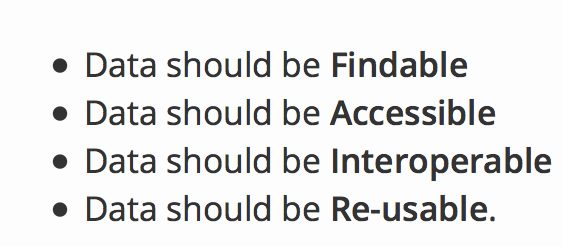 • Data should be Findable
• Data should be Accessible
• Data should be Interoperable
• Data should be Re-usable.